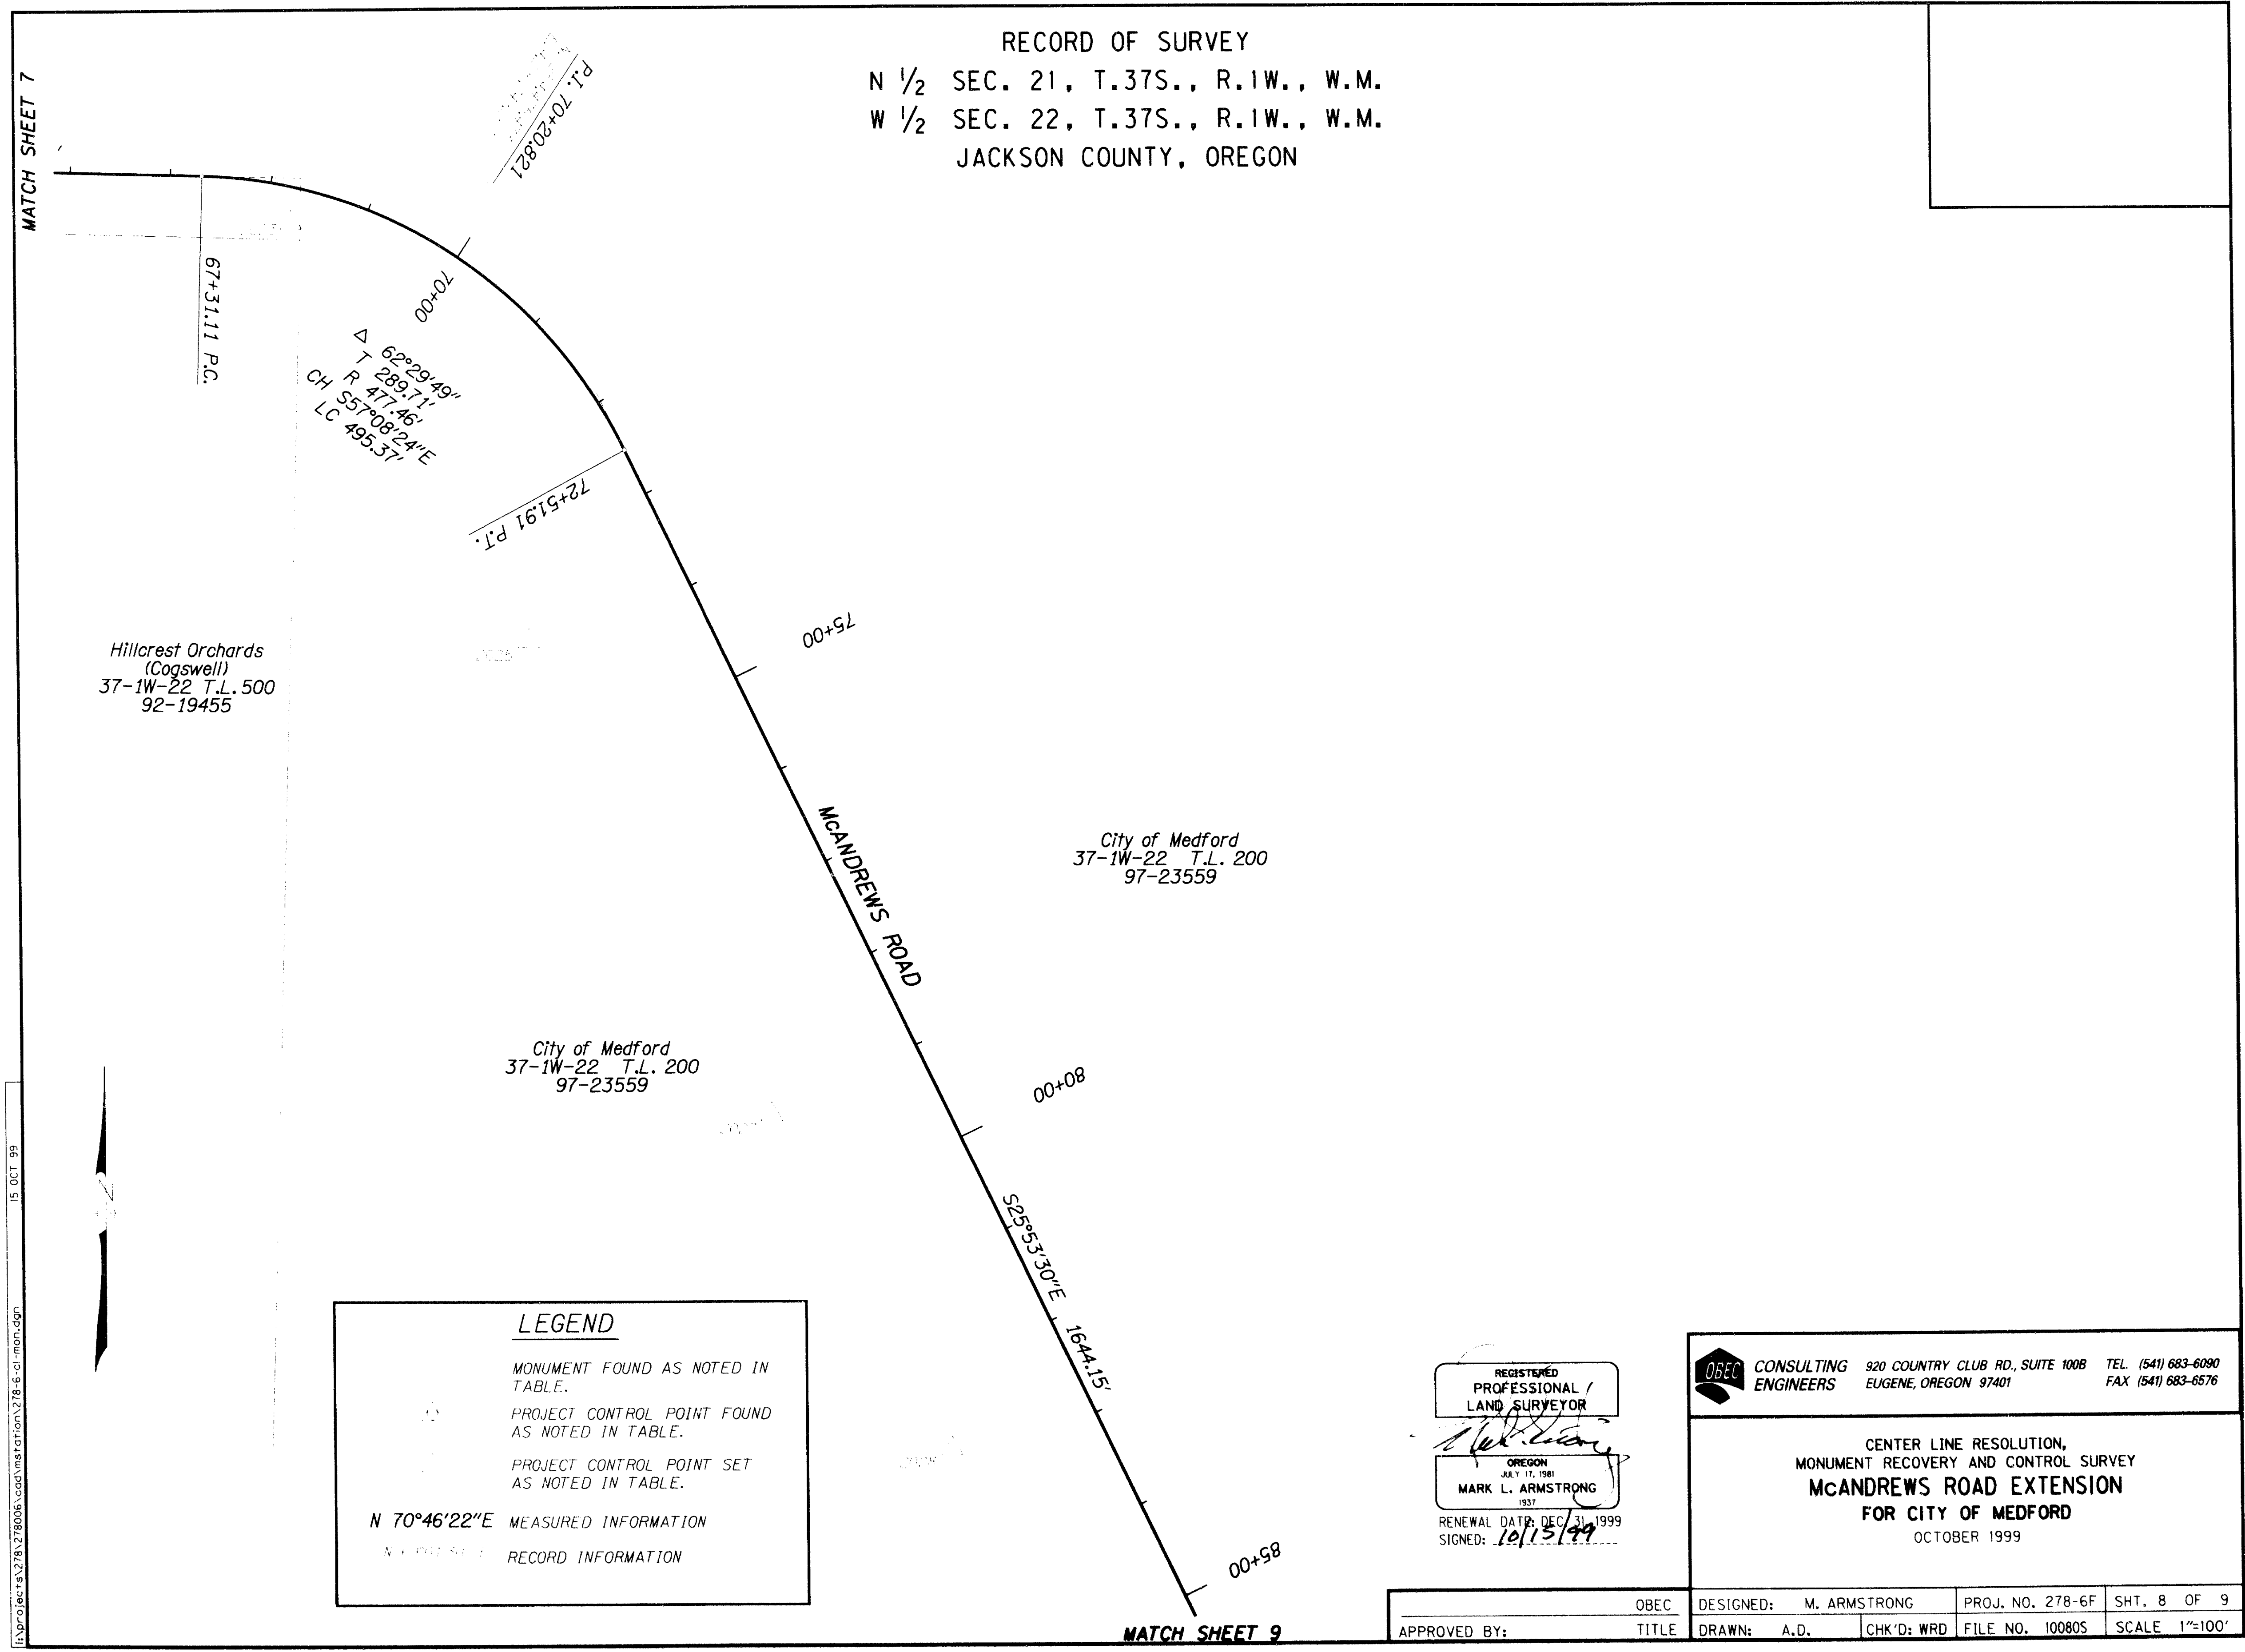 RECORD OF SURVEY
N 1/2 SEC. 21, T.37S., R.1W., W.M.
W 1/2 SEC. 22, T.37S., R.1W., W.M.
JACKSON COUNTY, OREGON
MATCH SHEET 7
P.I. 70+20.821
67+31.11 P.C.
70+00
Δ 62°29'49"
T 289.71'
R 477.46'
CH S57°08'24"E
LC 495.37'
72+51.91 P.T.
75+00
Hillcrest Orchards
(Cogswell)
37-1W-22 T.L. 500
92-19455
McANDREWS ROAD
City of Medford
37-1W-22 T.L. 200
97-23559
City of Medford
37-1W-22 T.L. 200
97-23559
80+00
S25°53'30"E 1644.15'
85+00
MATCH SHEET 9
15 OCT 99
i:\projects\278\278006\cad\mstation\278-6-cl-mon.dgn
LEGEND
MONUMENT FOUND AS NOTED IN
TABLE.
PROJECT CONTROL POINT FOUND
AS NOTED IN TABLE.
PROJECT CONTROL POINT SET
AS NOTED IN TABLE.
N 70°46'22"E MEASURED INFORMATION
RECORD INFORMATION
REGISTERED
PROFESSIONAL
LAND SURVEYOR
OREGON
JULY 17, 1981
MARK L. ARMSTRONG
1937
RENEWAL DATE: DEC. 31, 1999
SIGNED: 10/15/99
OBEC
CONSULTING
ENGINEERS
920 COUNTRY CLUB RD., SUITE 100B
EUGENE, OREGON 97401
TEL. (541) 683-6090
FAX (541) 683-6576
CENTER LINE RESOLUTION,
MONUMENT RECOVERY AND CONTROL SURVEY
McANDREWS ROAD EXTENSION
FOR CITY OF MEDFORD
OCTOBER 1999
OBEC
APPROVED BY: TITLE
DESIGNED: M. ARMSTRONG
PROJ. NO. 278-6F
SHT. 8 OF 9
DRAWN: A.D.
CHK'D: WRD
FILE NO. 10080S
SCALE 1"=100'